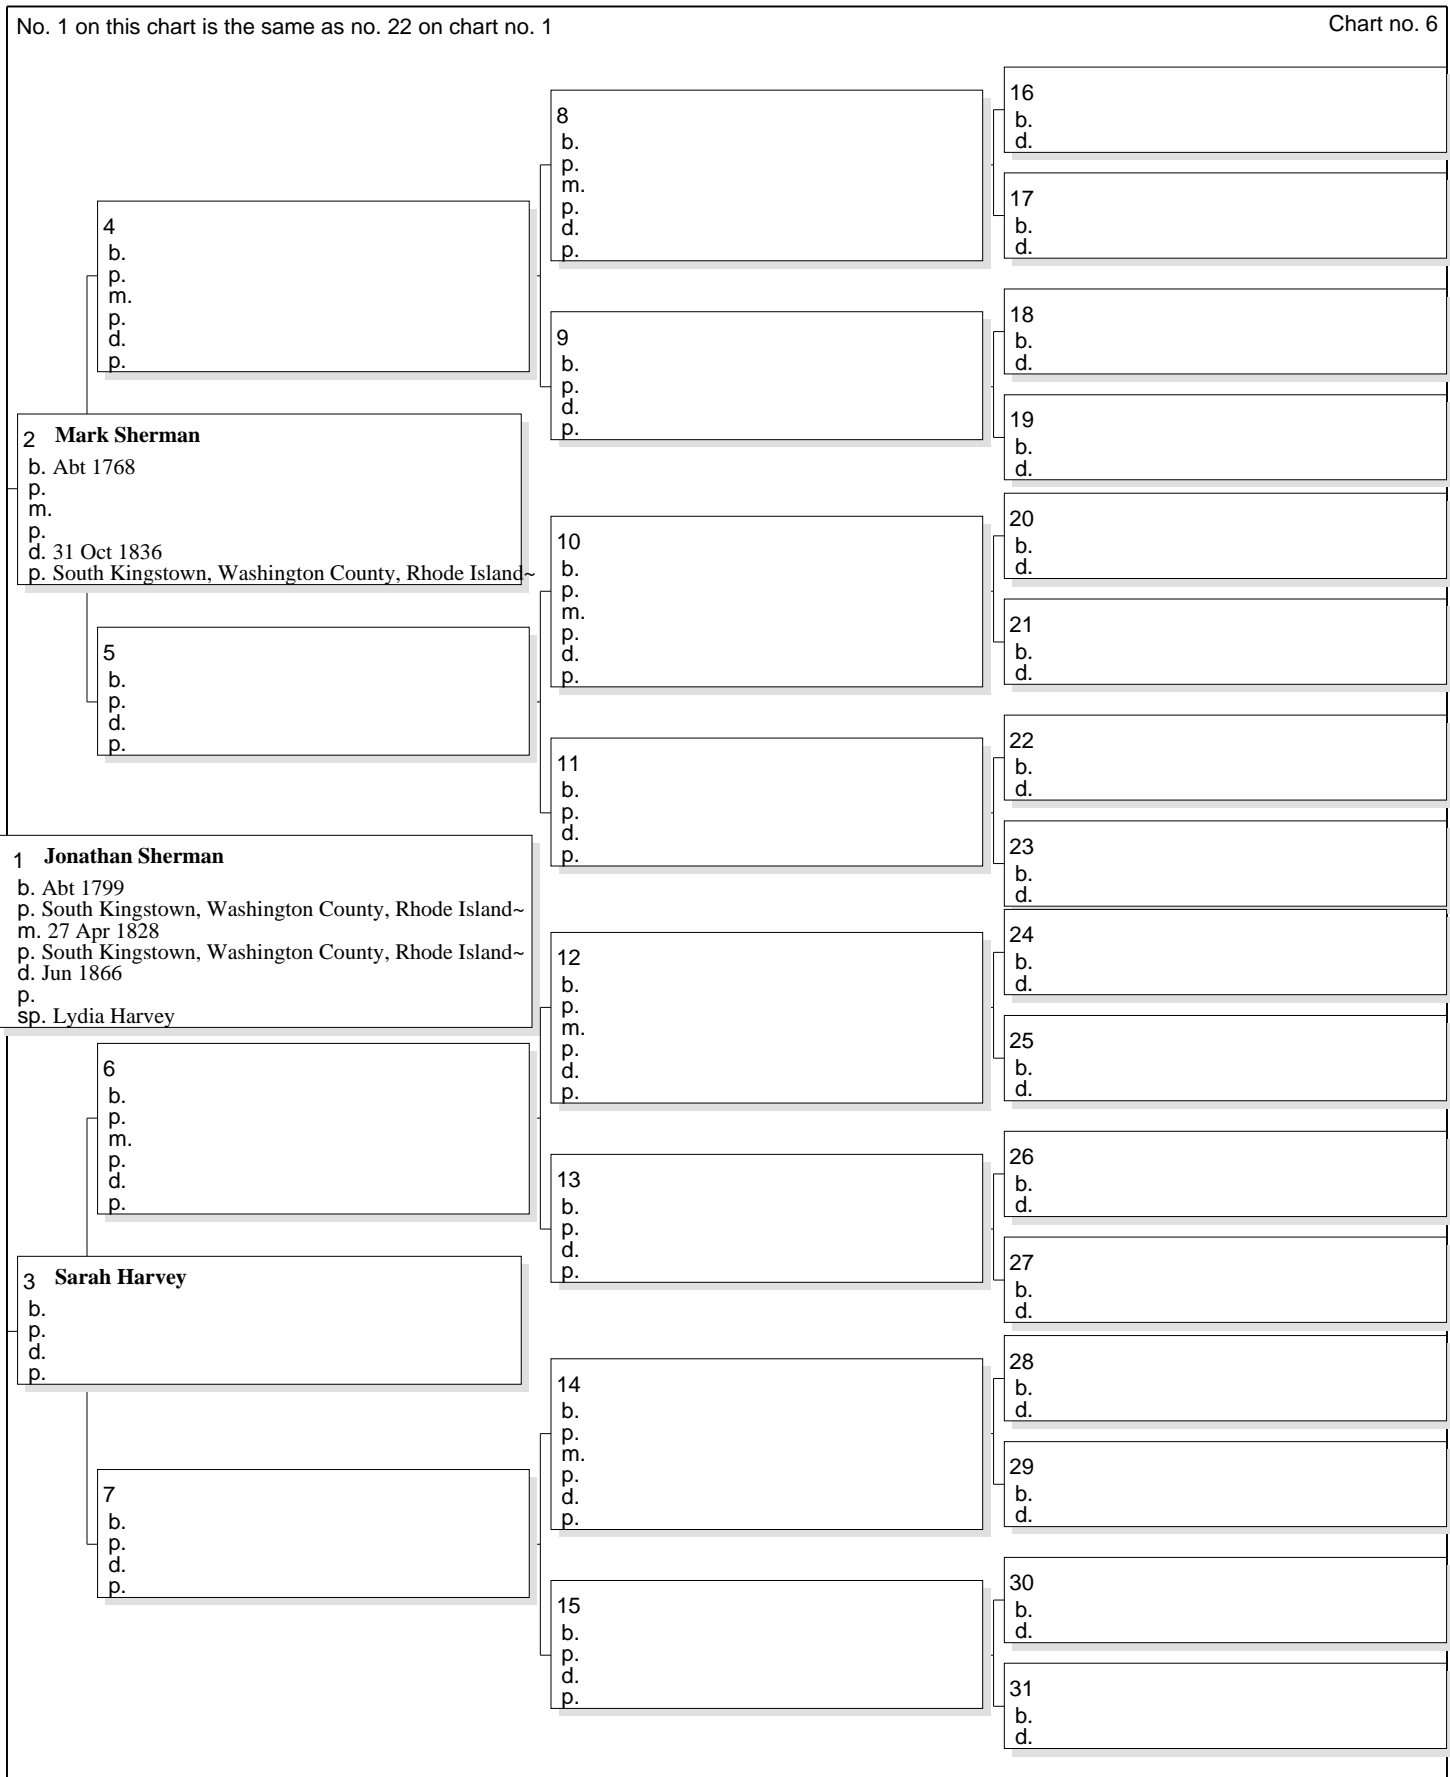 No. 1 on this chart is the same as no. 22 on chart no. 1
Chart no. 6
16
b.
d.
8
b.
p.
m.
p.
d.
p.
17
b.
d.
4
b.
p.
m.
p.
d.
p.
18
b.
d.
9
b.
p.
d.
p.
19
b.
d.
2 Mark Sherman
b. Abt 1768
p.
m.
p.
d. 31 Oct 1836
p. South Kingstown, Washington County, Rhode Island~
20
b.
d.
10
b.
p.
m.
p.
d.
p.
21
b.
d.
5
b.
p.
d.
p.
22
b.
d.
11
b.
p.
d.
p.
23
b.
d.
1 Jonathan Sherman
b. Abt 1799
p. South Kingstown, Washington County, Rhode Island~
m. 27 Apr 1828
p. South Kingstown, Washington County, Rhode Island~
d. Jun 1866
p.
sp. Lydia Harvey
24
b.
d.
12
b.
p.
m.
p.
d.
p.
25
b.
d.
6
b.
p.
m.
p.
d.
p.
26
b.
d.
13
b.
p.
d.
p.
27
b.
d.
3 Sarah Harvey
b.
p.
d.
p.
28
b.
d.
14
b.
p.
m.
p.
d.
p.
29
b.
d.
7
b.
p.
d.
p.
30
b.
d.
15
b.
p.
d.
p.
31
b.
d.